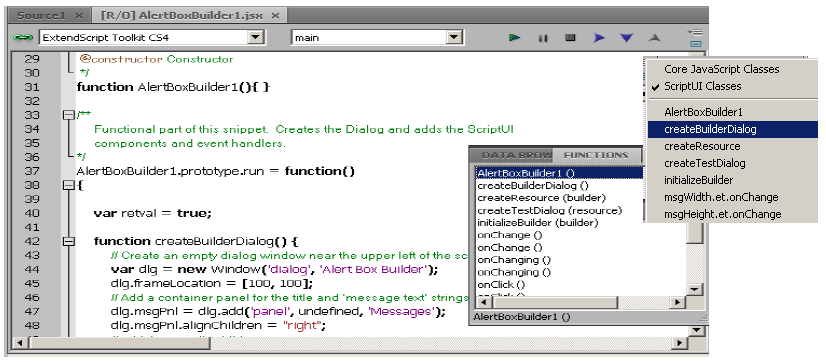 Source1 × [R/O] AlertBoxBuilder1.jsx ×
ExtendScript Toolkit CS4 main
29 @constructor Constructor
30 */
31 function AlertBoxBuilder1(){ }
32
33 /**
34 Functional part of this snippet. Creates the Dialog and adds the ScriptUI
35 components and event handlers.
36 */
37 AlertBoxBuilder1.prototype.run = function()
38 {
39
40 var retval = true;
41
42 function createBuilderDialog() {
43 // Create an empty dialog window near the upper left of the sc
44 var dlg = new Window('dialog', 'Alert Box Builder');
45 dlg.frameLocation = [100, 100];
46 // Add a container panel for the title and 'message text' strings
47 dlg.msgPnl = dlg.add('panel', undefined, 'Messages');
48 dlg.msgPnl.alignChildren = "right";
DATA BROW FUNCTIONS
AlertBoxBuilder1 ()
createBuilderDialog ()
createResource (builder)
createTestDialog (resource)
initializeBuilder (builder)
onChange ()
onChange ()
onChanging ()
onChanging ()
onClick ()
AlertBoxBuilder1 ()
Core JavaScript Classes
✓ ScriptUI Classes
AlertBoxBuilder1
createBuilderDialog
createResource
createTestDialog
initializeBuilder
msgWidth.et.onChange
msgHeight.et.onChange